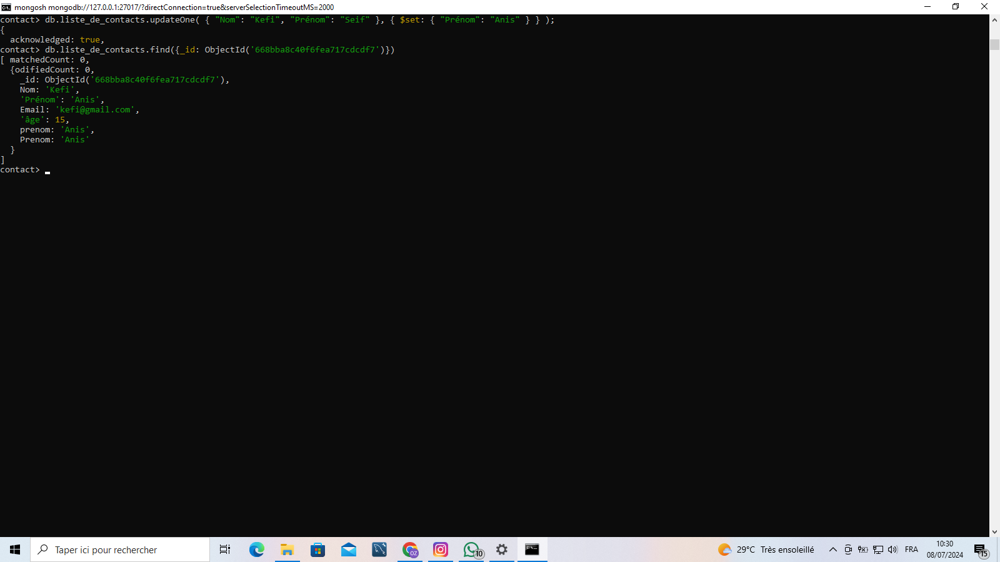 mongosh mongodb://127.0.0.1:27017/?directConnection=true&serverSelectionTimeoutMS=2000
contact> db.liste_de_contacts.updateOne( { "Nom": "Kefi", "Prénom": "Seif" }, { $set: { "Prénom": "Anis" } } );
{
  acknowledged: true,
contact> db.liste_de_contacts.find({_id: ObjectId('668bba8c40f6fea717cdcdf7')})
[ matchedCount: 0,
  {odifiedCount: 0,
    _id: ObjectId('668bba8c40f6fea717cdcdf7'),
    Nom: 'Kefi',
    'Prénom': 'Anis',
    Email: 'kefi@gmail.com',
    'âge': 15,
    prenom: 'Anis',
    Prenom: 'Anis'
  }
]
contact>
Taper ici pour rechercher
OZ
10
29°C Très ensoleillé
FRA
10:30
08/07/2024
15